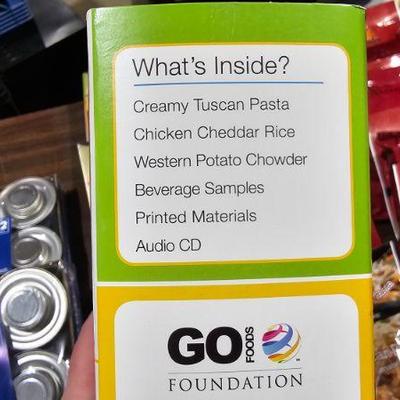 What's Inside?
Creamy Tuscan Pasta
Chicken Cheddar Rice
Western Potato Chowder
Beverage Samples
Printed Materials
Audio CD
GO FOODS
FOUNDATION